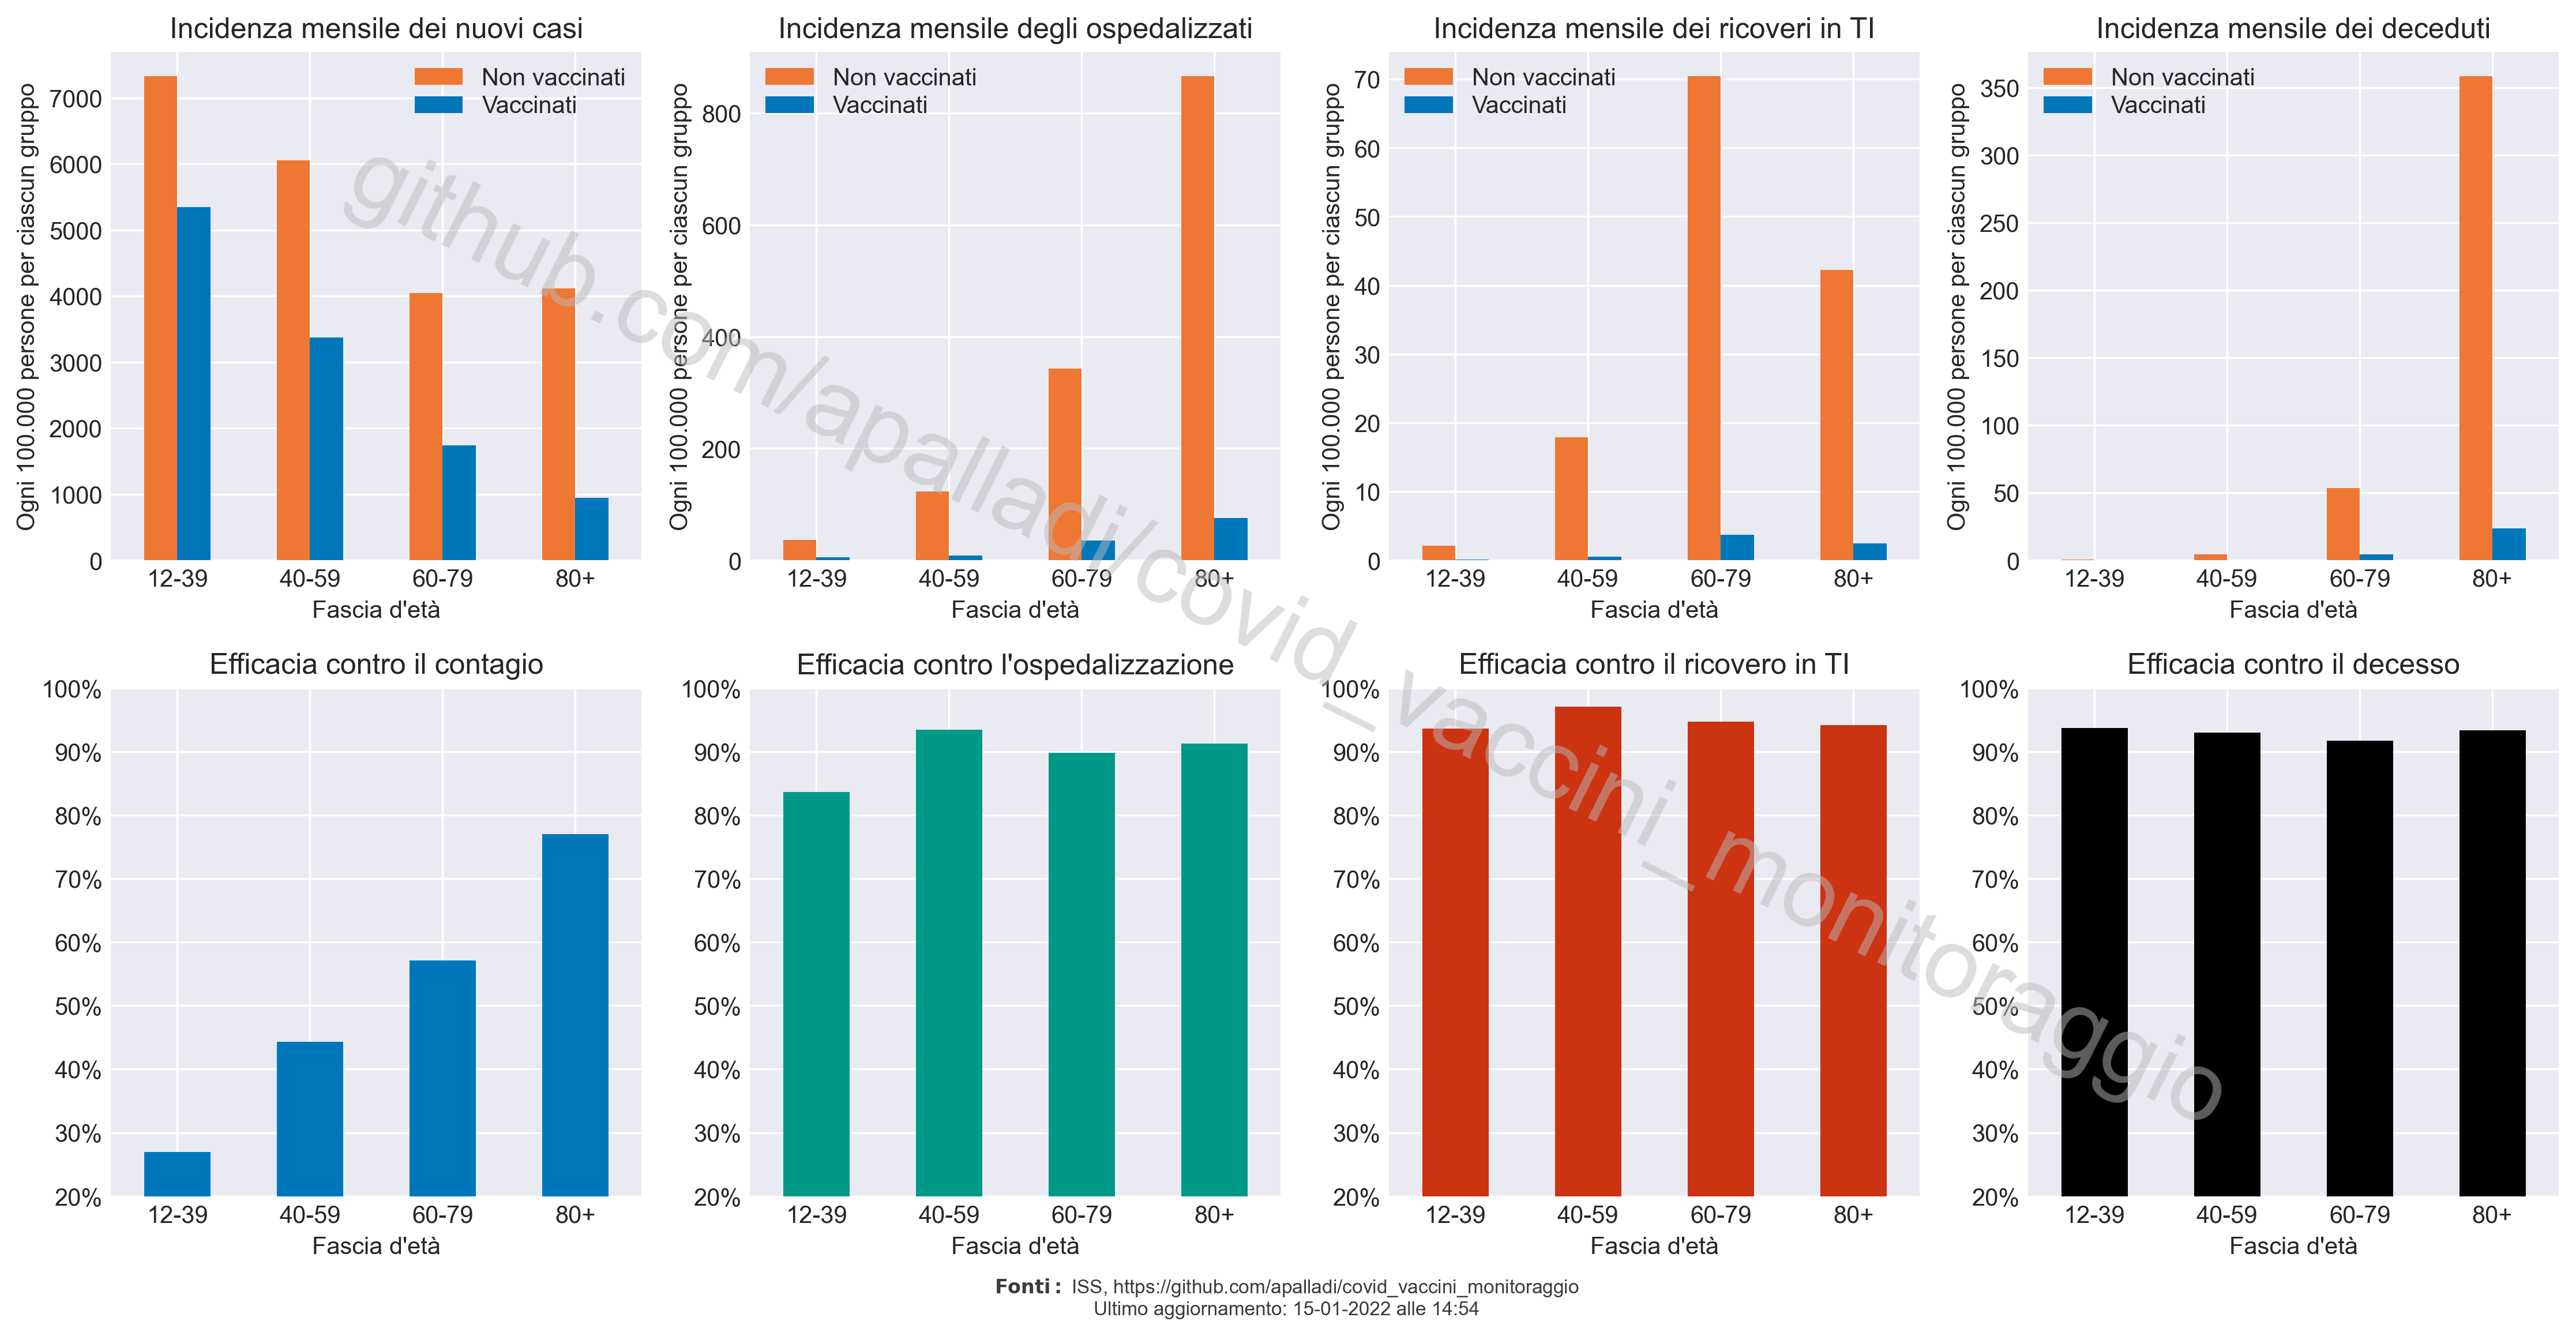 Incidenza mensile dei nuovi casi
Ogni 100.000 persone per ciascun gruppo
7000
6000
5000
4000
3000
2000
1000
0
Non vaccinati
Vaccinati
12-39 40-59 60-79 80+
Fascia d'età
Incidenza mensile degli ospedalizzati
Ogni 100.000 persone per ciascun gruppo
800
600
400
200
0
Non vaccinati
Vaccinati
12-39 40-59 60-79 80+
Fascia d'età
Incidenza mensile dei ricoveri in TI
Ogni 100.000 persone per ciascun gruppo
70
60
50
40
30
20
10
0
Non vaccinati
Vaccinati
12-39 40-59 60-79 80+
Fascia d'età
Incidenza mensile dei deceduti
Ogni 100.000 persone per ciascun gruppo
350
300
250
200
150
100
50
0
Non vaccinati
Vaccinati
12-39 40-59 60-79 80+
Fascia d'età
Efficacia contro il contagio
100%
90%
80%
70%
60%
50%
40%
30%
20%
12-39 40-59 60-79 80+
Fascia d'età
Efficacia contro l'ospedalizzazione
100%
90%
80%
70%
60%
50%
40%
30%
20%
12-39 40-59 60-79 80+
Fascia d'età
Efficacia contro il ricovero in TI
100%
90%
80%
70%
60%
50%
40%
30%
20%
12-39 40-59 60-79 80+
Fascia d'età
Efficacia contro il decesso
100%
90%
80%
70%
60%
50%
40%
30%
20%
12-39 40-59 60-79 80+
Fascia d'età
github.com/apalladi/covid_vaccini_monitoraggio
Fonti: ISS, https://github.com/apalladi/covid_vaccini_monitoraggio
Ultimo aggiornamento: 15-01-2022 alle 14:54